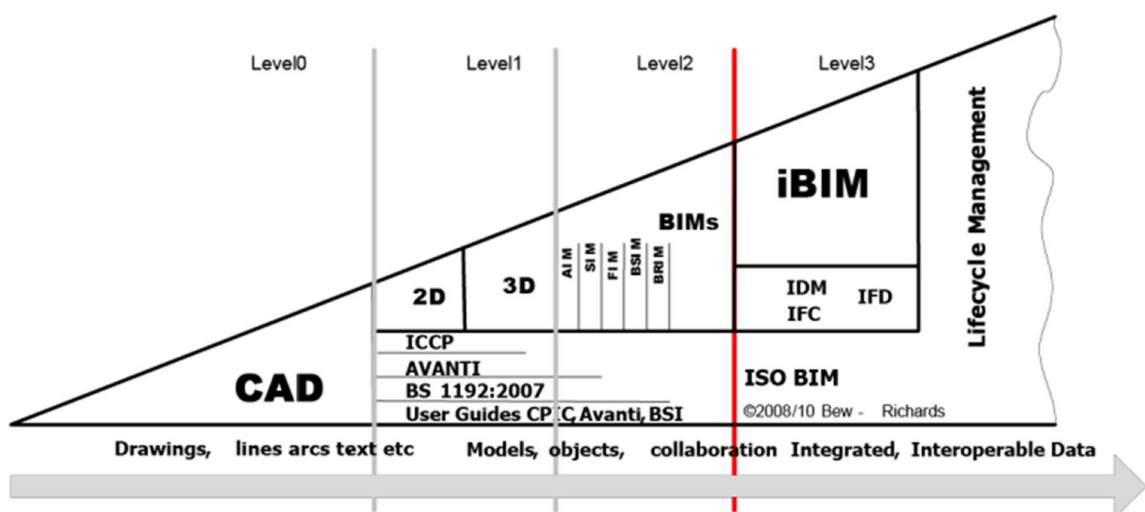 Level0
Level1
Level2
Level3
iBIM
BIMs
AIM
SIM
FIM
BSIM
BRIM
2D
3D
IDM
IFD
IFC
Lifecycle Management
ICCP
AVANTI
CAD
BS 1192:2007
User Guides CPIC, Avanti, BSI
ISO BIM
©2008/10 Bew - Richards
Drawings, lines arcs text etc
Models, objects, collaboration
Integrated, Interoperable Data